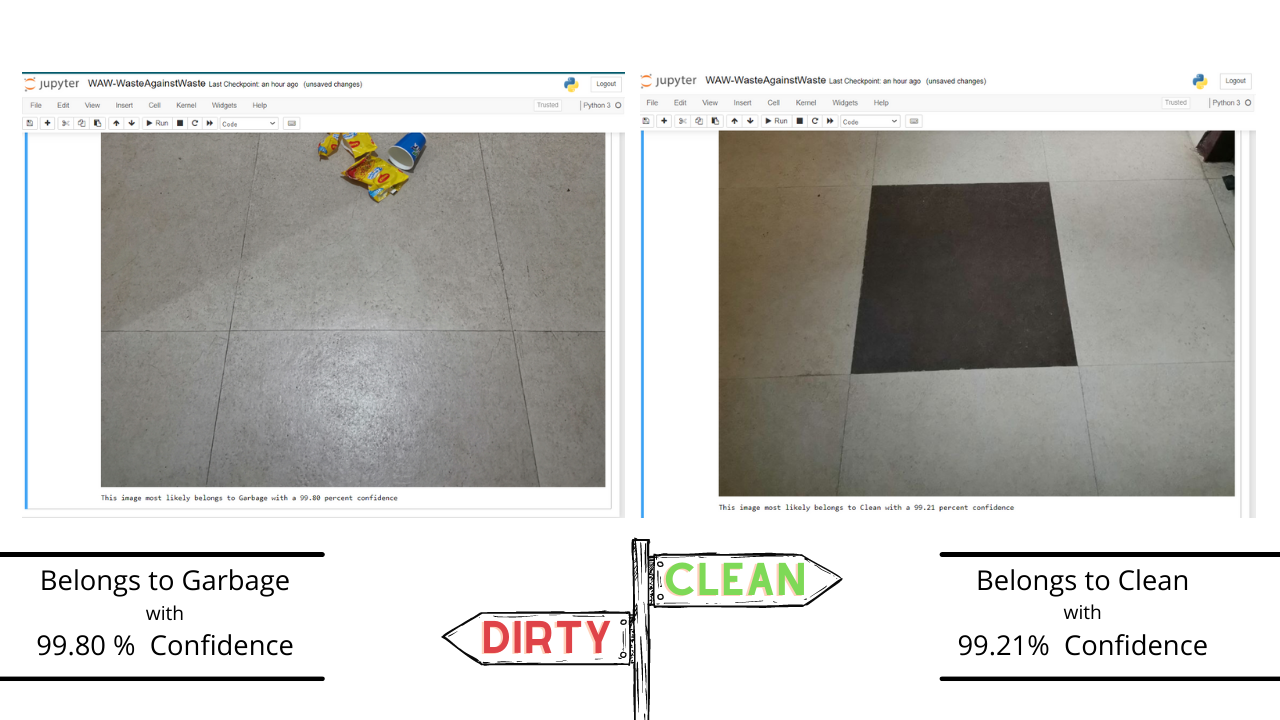 jupyter WAW-WasteAgainstWaste Last Checkpoint: an hour ago (unsaved changes) Logout
File Edit View Insert Cell Kernel Widgets Help Trusted Python 3
Run Code
This image most likely belongs to Garbage with a 99.80 percent confidence
jupyter WAW-WasteAgainstWaste Last Checkpoint: an hour ago (unsaved changes) Logout
File Edit View Insert Cell Kernel Widgets Help Trusted Python 3
Run Code
This image most likely belongs to Clean with a 99.21 percent confidence
Belongs to Garbage
with
99.80 % Confidence
CLEAN
DIRTY
Belongs to Clean
with
99.21% Confidence